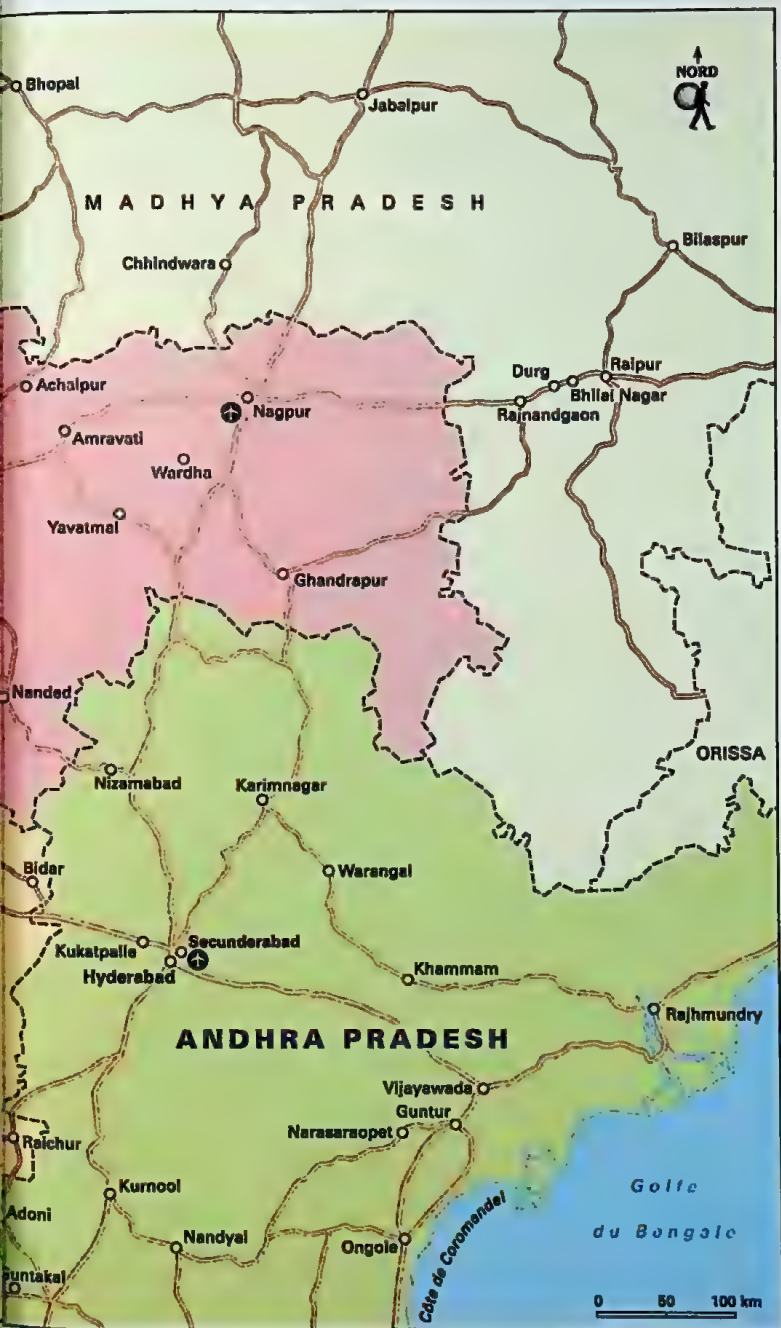 NORD
Bhopal
Jabalpur
MADHYA PRADESH
Bilaspur
Chhindwara
Durg
Raipur
Achalpur
Bhilai Nagar
Rajnandgaon
Nagpur
Amravati
Wardha
Yavatmal
Ghandrapur
Nanded
ORISSA
Nizamabad
Karimnagar
Bidar
Warangal
Secunderabad
Kukatpalle
Hyderabad
Khammam
Rajhmundry
ANDHRA PRADESH
Vijayawada
Guntur
Narasaraopet
Raichur
Kurnool
Golfe
du Bengale
Adoni
Nandyal
Ongole
Côte de Coromandel
Guntakal
0 50 100 km